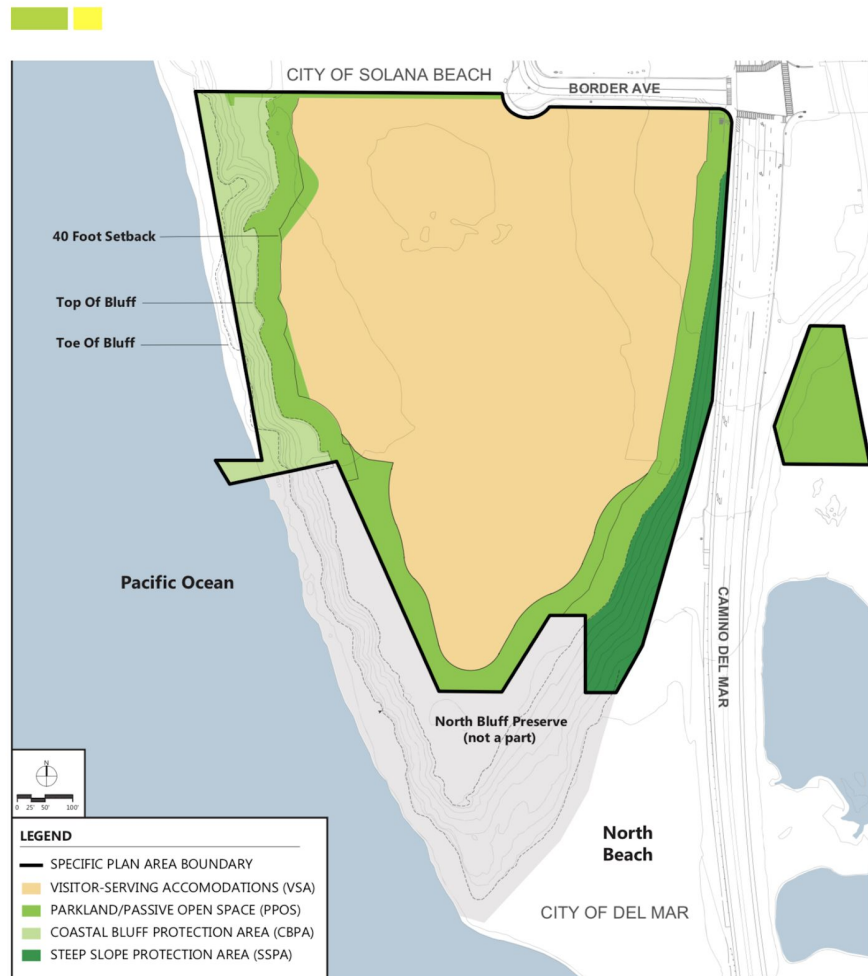 CITY OF SOLANA BEACH
BORDER AVE
40 Foot Setback
Top Of Bluff
Toe Of Bluff
Pacific Ocean
CAMINO DEL MAR
North Bluff Preserve
(not a part)
North
Beach
CITY OF DEL MAR
N
0 25' 50' 100'
LEGEND
SPECIFIC PLAN AREA BOUNDARY
VISITOR-SERVING ACCOMODATIONS (VSA)
PARKLAND/PASSIVE OPEN SPACE (PPOS)
COASTAL BLUFF PROTECTION AREA (CBPA)
STEEP SLOPE PROTECTION AREA (SSPA)